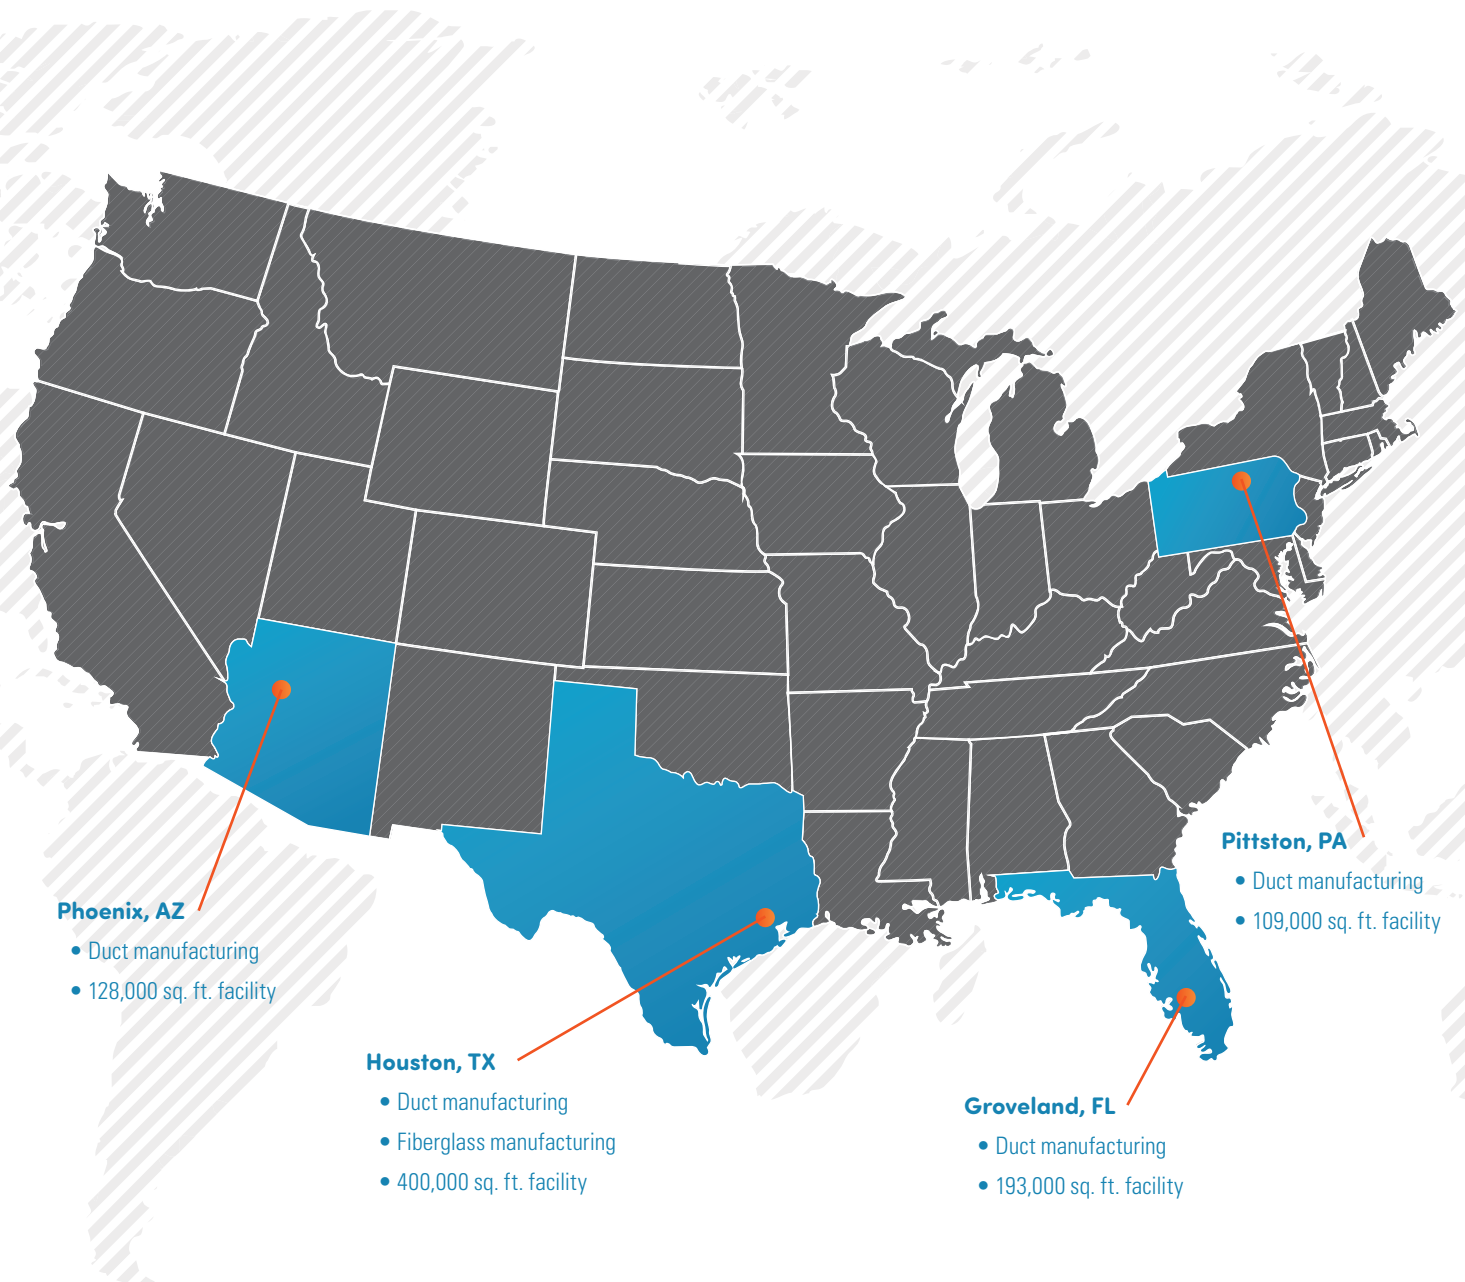 Pittston, PA
• Duct manufacturing
• 109,000 sq. ft. facility
Phoenix, AZ
• Duct manufacturing
• 128,000 sq. ft. facility
Houston, TX
• Duct manufacturing
• Fiberglass manufacturing
• 400,000 sq. ft. facility
Groveland, FL
• Duct manufacturing
• 193,000 sq. ft. facility